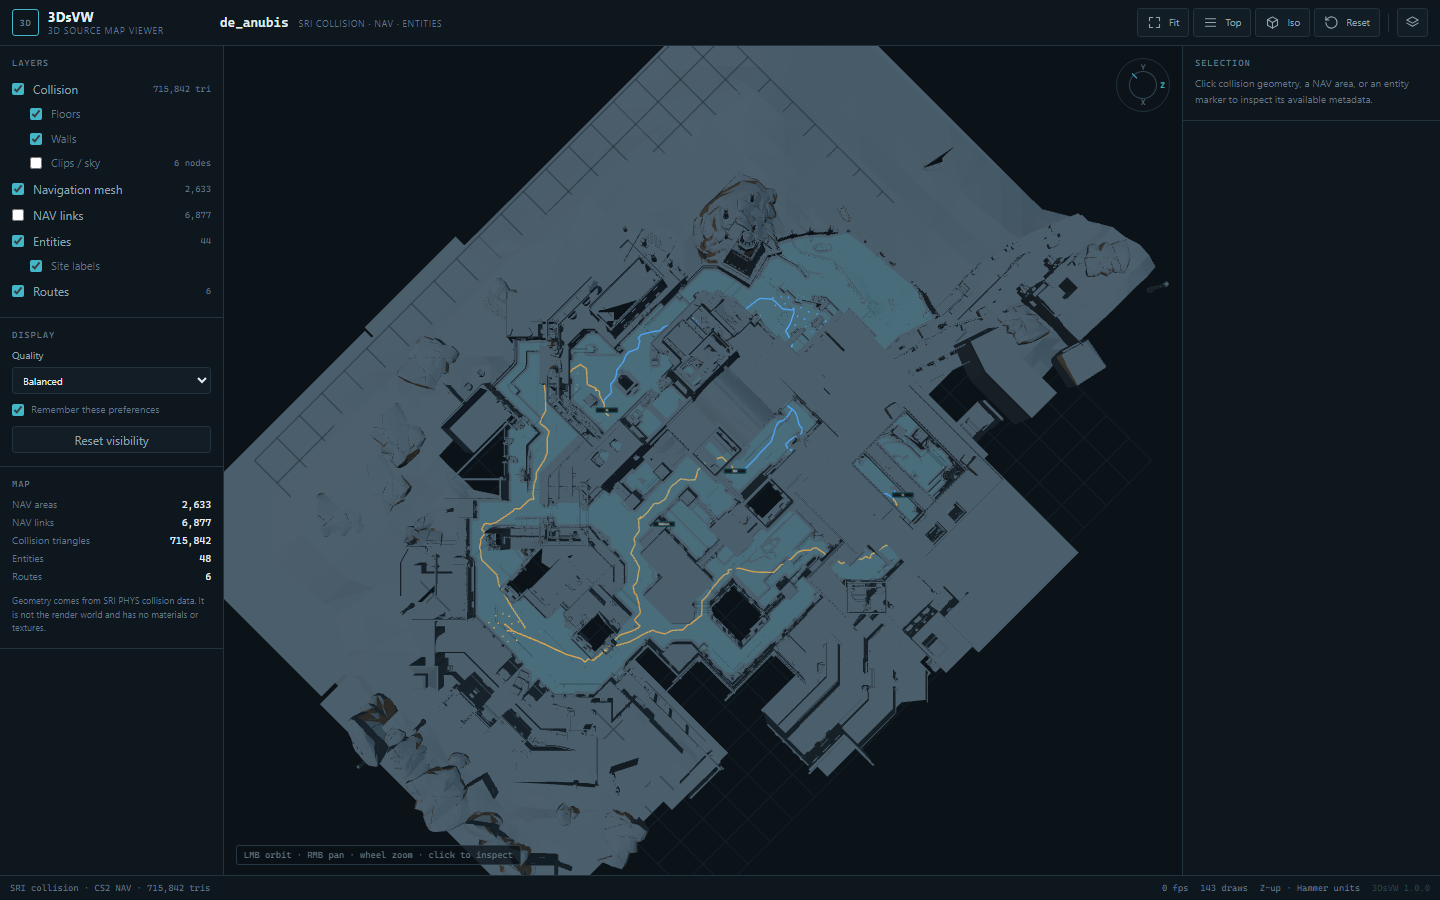 3D
3DsVW
3D SOURCE MAP VIEWER
de_anubis
SRI COLLISION · NAV · ENTITIES
Fit
Top
Iso
Reset
LAYERS
Collision 715,842 tri
Floors
Walls
Clips / sky 6 nodes
Navigation mesh 2,633
NAV links 6,877
Entities 44
Site labels
Routes 6
DISPLAY
Quality
Balanced
Remember these preferences
Reset visibility
MAP
NAV areas 2,633
NAV links 6,877
Collision triangles 715,842
Entities 48
Routes 6
Geometry comes from SRI PHYS collision data. It
is not the render world and has no materials or
textures.
Y
Z
X
SELECTION
Click collision geometry, a NAV area, or an entity
marker to inspect its available metadata.
LMB orbit · RMB pan · wheel zoom · click to inspect
SRI collision · CS2 NAV · 715,842 tris
0 fps 143 draws Z-up · Hammer units 3DsVW 1.0.0